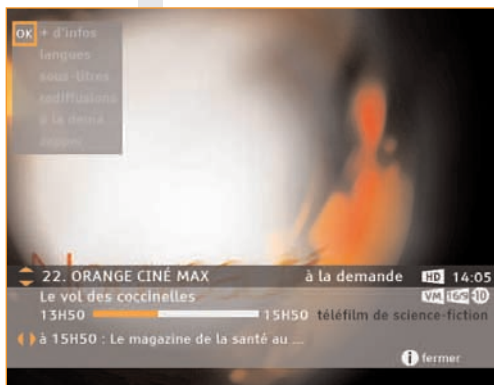 OK + d'infos
langues
sous-titres
rediffusions
à la dema...
22. ORANGE CINÉ MAX à la demande HD 14:05
Le vol des coccinelles VM 16/9 -10
13H50 15H50 téléfilm de science-fiction
à 15H50 : Le magazine de la santé au ...
i fermer